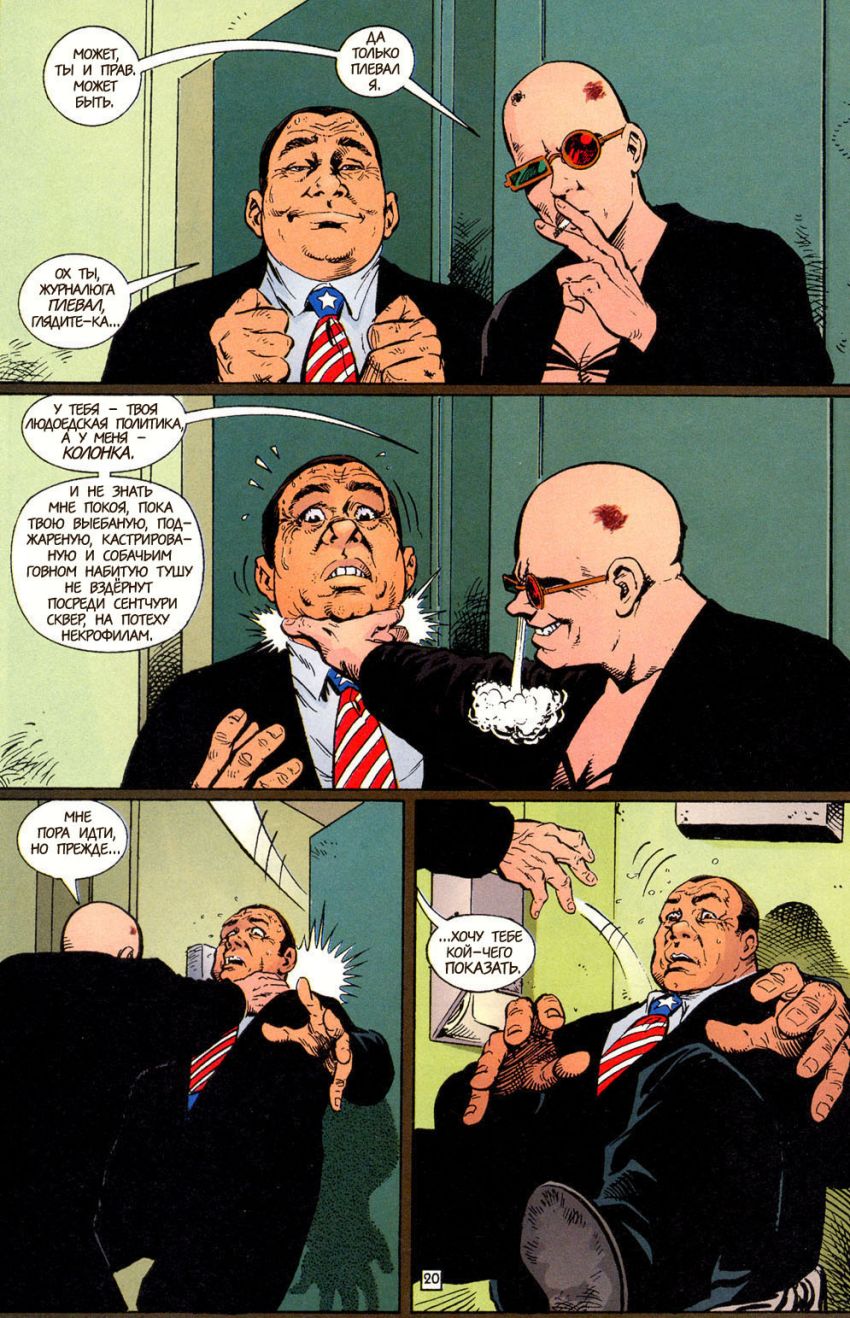 МОЖЕТ,
ТЫ И ПРАВ.
МОЖЕТ
БЫТЬ.
ДА
ТОЛЬКО
ПЛЕВАЛ
Я.
ОХ ТЫ,
ЖУРНАЛЮГА
ПЛЕВАЛ,
ГЛЯДИТЕ-КА...
У ТЕБЯ - ТВОЯ
ЛЮДОЕДСКАЯ ПОЛИТИКА,
А У МЕНЯ -
КОЛОНКА.
И НЕ ЗНАТЬ
МНЕ ПОКОЯ, ПОКА
ТВОЮ ВЫЕБАНУЮ, ПОД-
ЖАРЕНУЮ, КАСТРИРОВА-
НУЮ И СОБАЧЬИМ
ГОВНОМ НАБИТУЮ ТУШУ
НЕ ВЗДЁРНУТ
ПОСРЕДИ СЕНТЧУРИ
СКВЕР, НА ПОТЕХУ
НЕКРОФИЛАМ.
МНЕ
ПОРА ИДТИ,
НО ПРЕЖДЕ...
...ХОЧУ ТЕБЕ
КОЙ-ЧЕГО
ПОКАЗАТЬ.
20